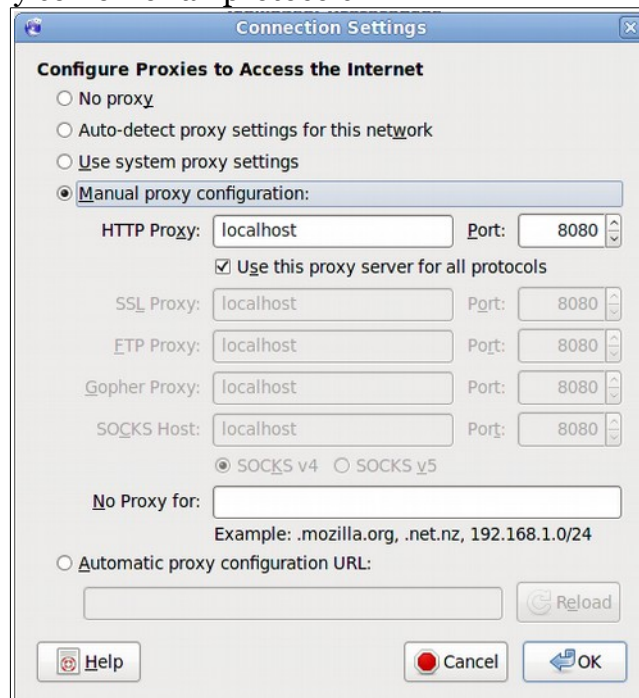 Connection Settings
Configure Proxies to Access the Internet
No proxy
Auto-detect proxy settings for this network
Use system proxy settings
Manual proxy configuration:
HTTP Proxy: localhost Port: 8080
Use this proxy server for all protocols
SSL Proxy: localhost Port: 8080
FTP Proxy: localhost Port: 8080
Gopher Proxy: localhost Port: 8080
SOCKS Host: localhost Port: 8080
SOCKS v4 SOCKS v5
No Proxy for:
Example: .mozilla.org, .net.nz, 192.168.1.0/24
Automatic proxy configuration URL:
Reload
Help Cancel OK